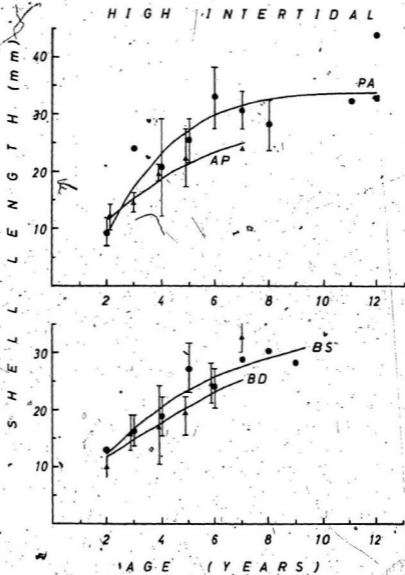 HIGH INTERTIDAL
SHELL LENGTH (mm)
40
30
20
10
PA
AP
2 4 6 8 10 12
30
20
10
BS
BD
2 4 6 8 10 12
AGE (YEARS)